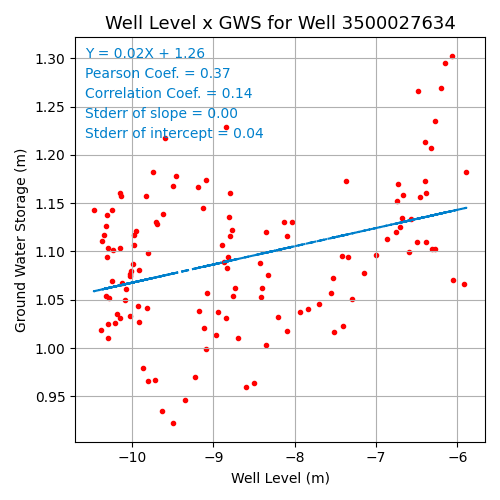 Well Level x GWS for Well 3500027634
Y = 0.02X + 1.26
Pearson Coef. = 0.37
Correlation Coef. = 0.14
Stderr of slope = 0.00
Stderr of intercept = 0.04
Ground Water Storage (m)
1.30
1.25
1.20
1.15
1.10
1.05
1.00
0.95
−10 −9 −8 −7 −6
Well Level (m)